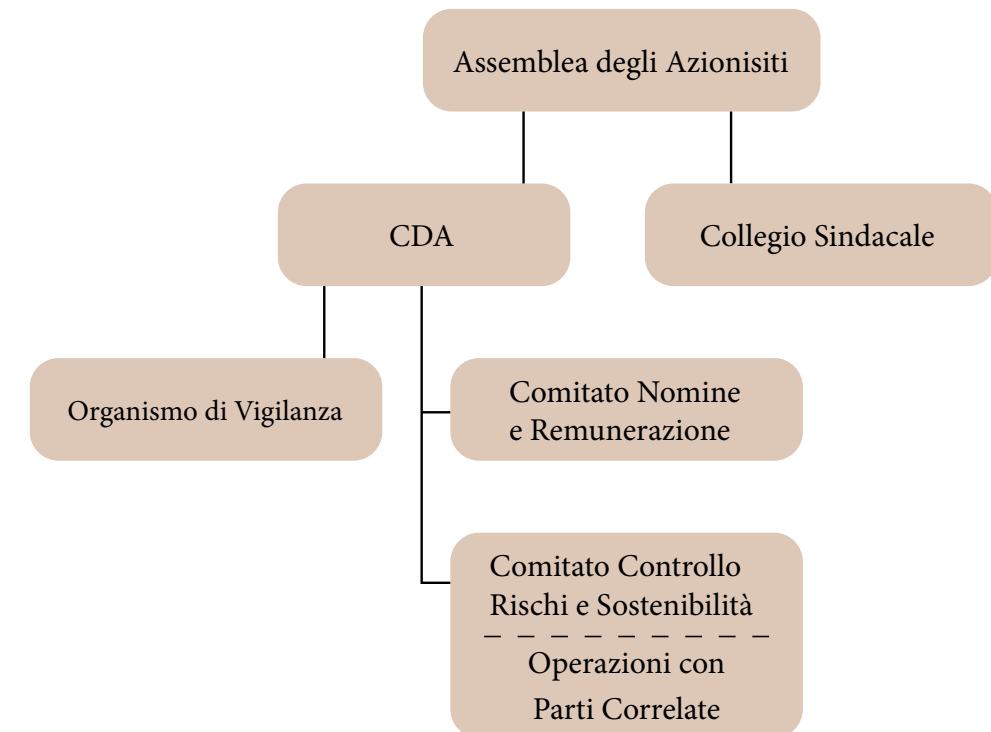 Assemblea degli Azionisiti
CDA
Collegio Sindacale
Organismo di Vigilanza
Comitato Nomine
e Remunerazione
Comitato Controllo
Rischi e Sostenibilità
Operazioni con
Parti Correlate